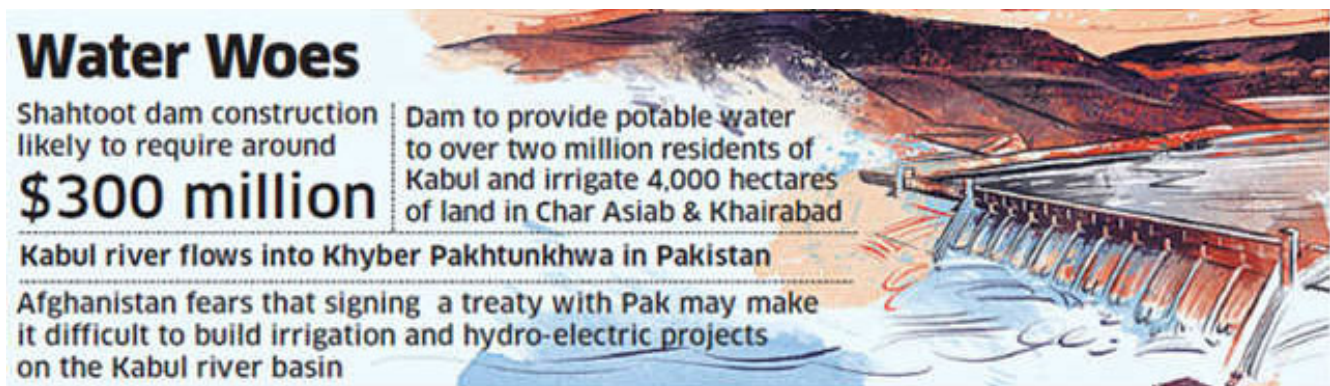 Water Woes
Shahtoot dam construction
likely to require around
$300 million
Dam to provide potable water
to over two million residents of
Kabul and irrigate 4,000 hectares
of land in Char Asiab & Khairabad
Kabul river flows into Khyber Pakhtunkhwa in Pakistan
Afghanistan fears that signing a treaty with Pak may make
it difficult to build irrigation and hydro-electric projects
on the Kabul river basin